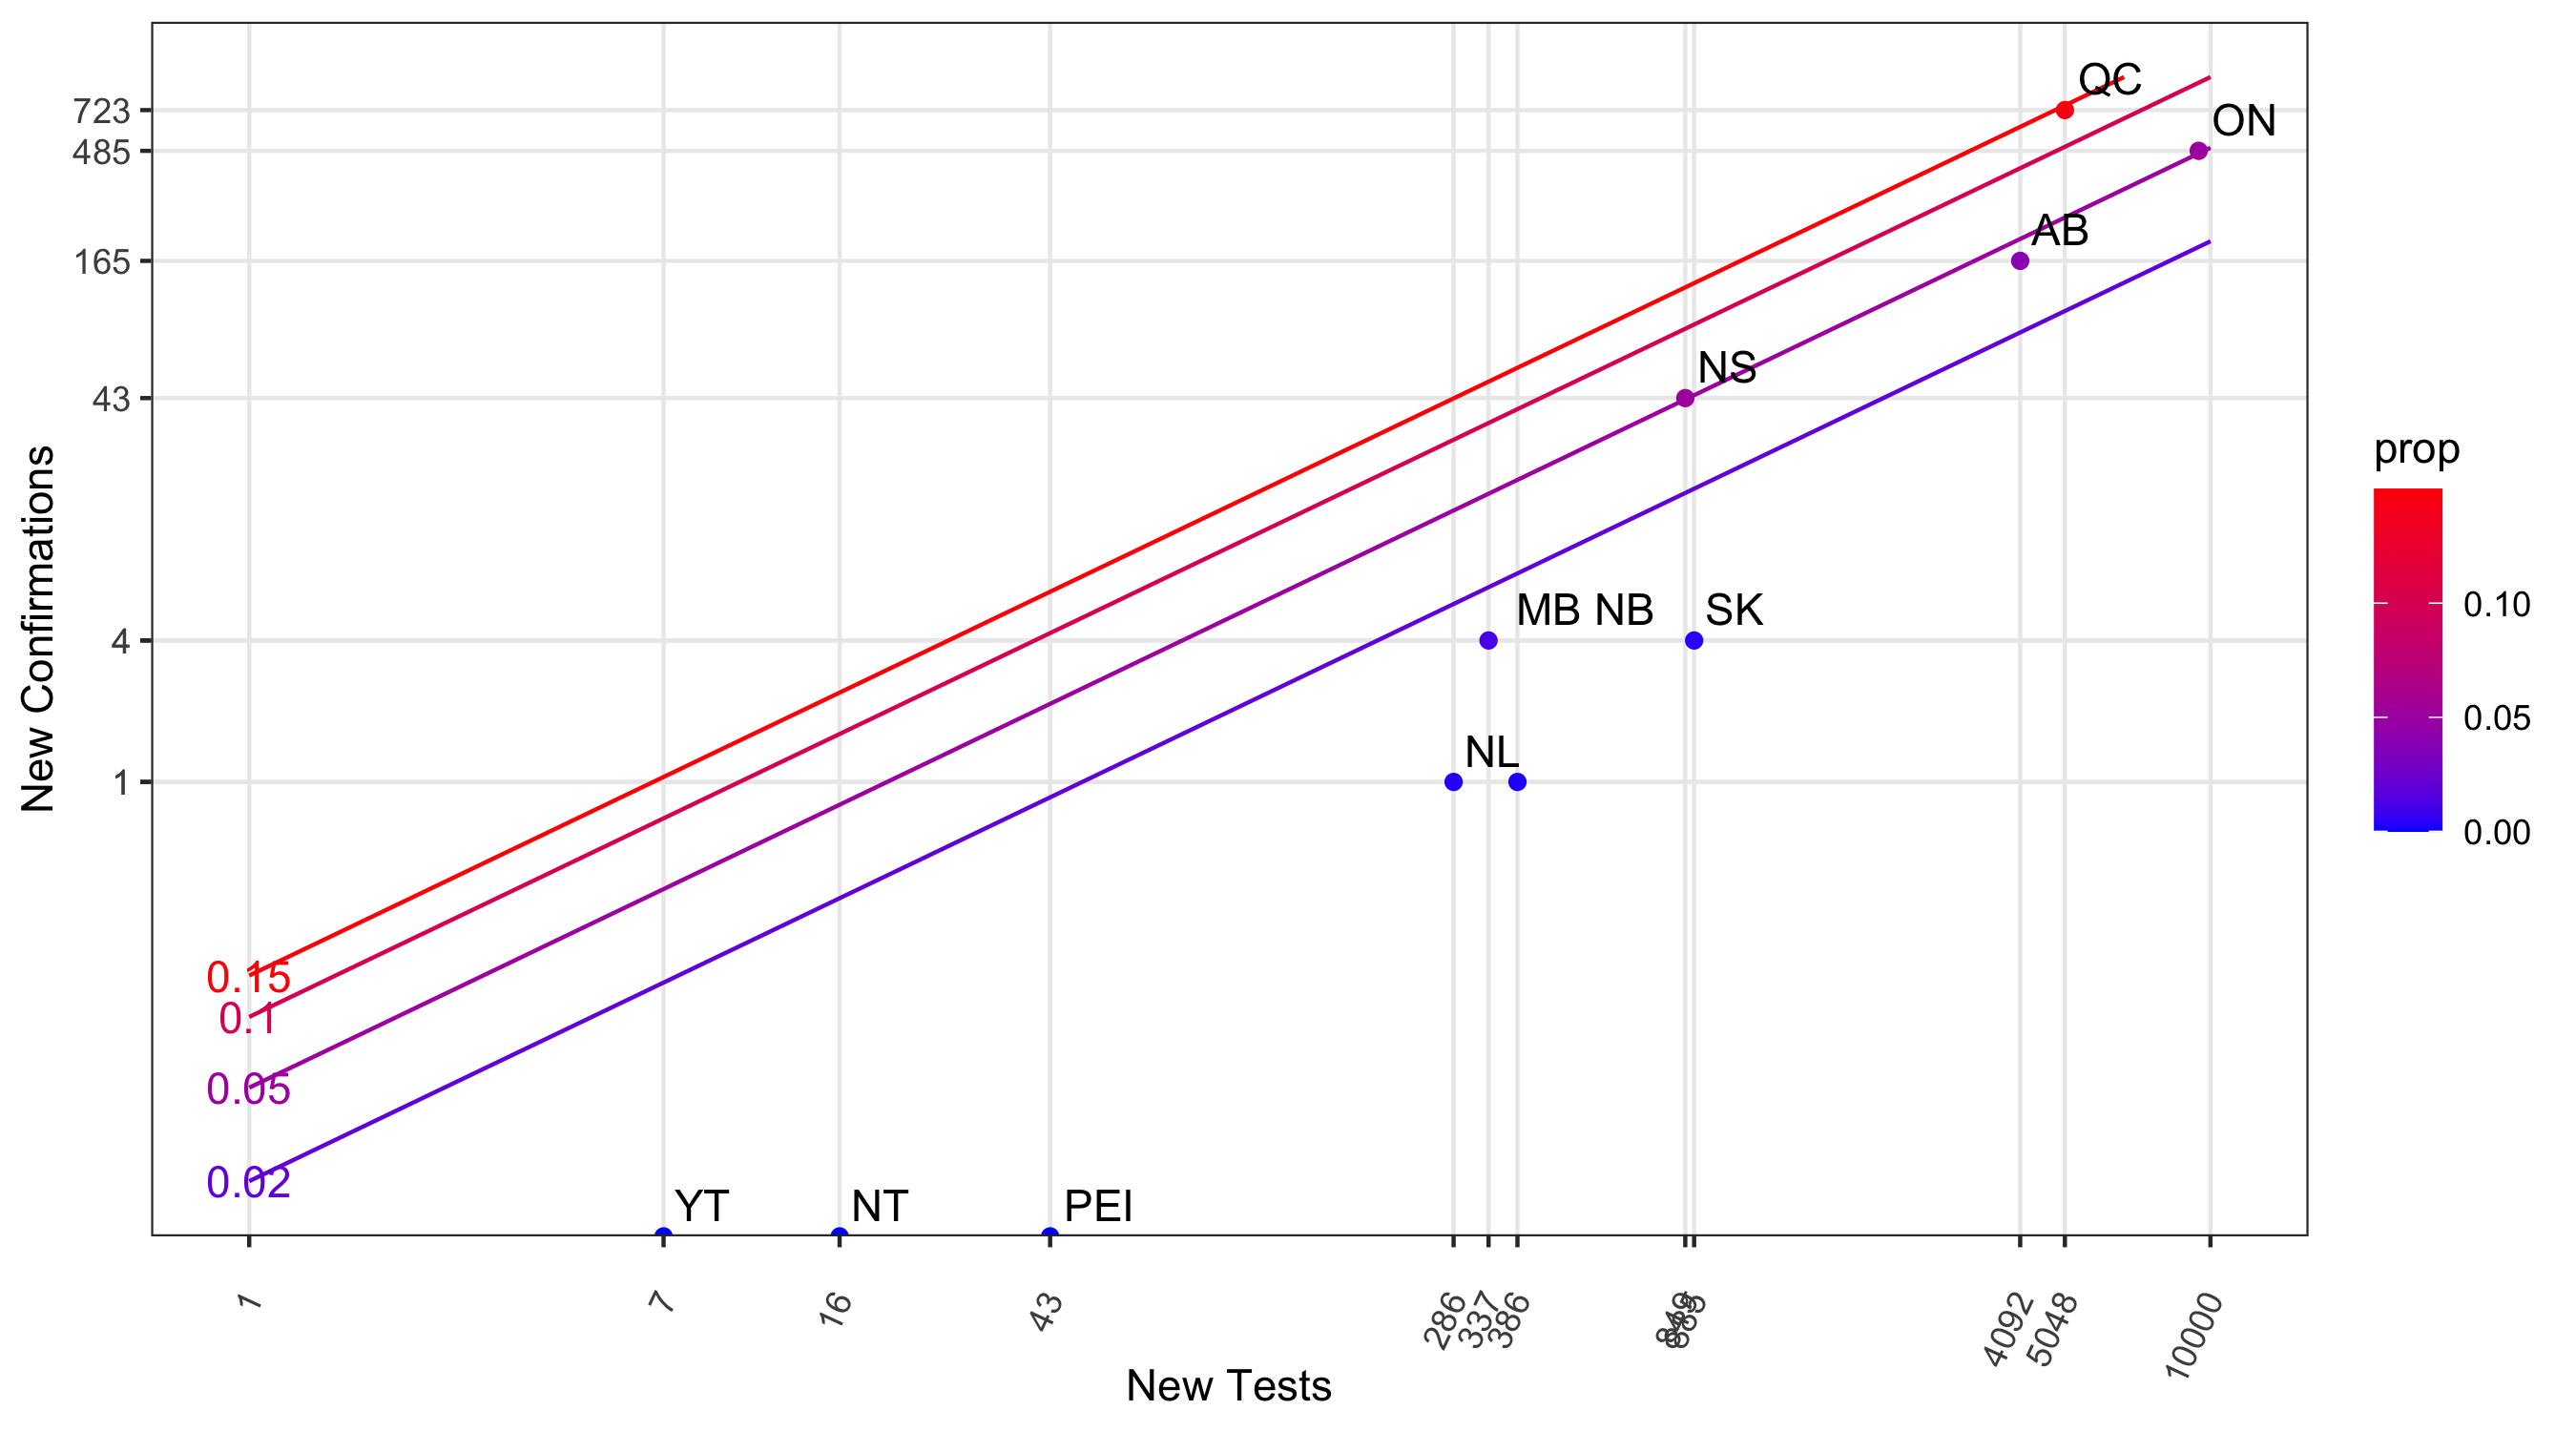 QC
723
ON
485
AB
165
NS
43
prop
0.10
0.05
0.00
MB NB SK
4
NL
1
New Confirmations
0.15
0.1
0.05
0.02
YT NT PEI
1 7 16 43 286 337 386 885 4092 5048 10000
New Tests